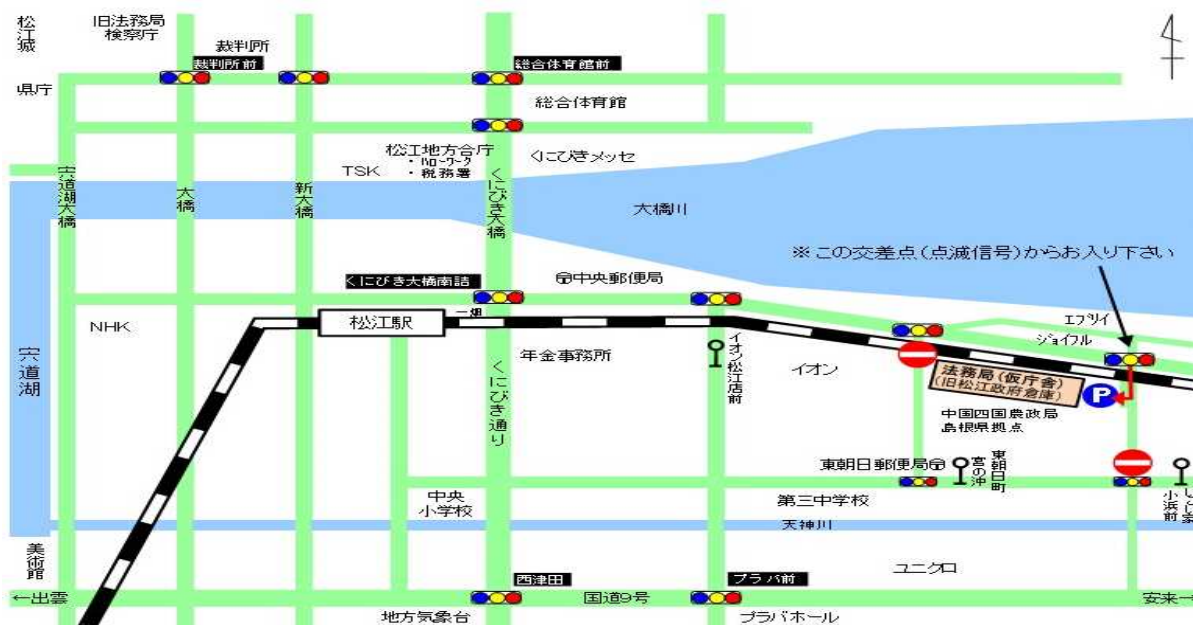 松江城
旧法務局
検察庁
裁判所
裁判所前
総合体育館前
県庁
総合体育館
松江地方合庁
・ハローワーク
・税務署
TSK
くにびきメッセ
宍道湖大橋
大橋
新大橋
くにびき大橋
大橋川
※この交差点(点滅信号)からお入り下さい
くにびき大橋南詰
〶中央郵便局
NHK
松江駅
一畑
エブリイ
ジョイフル
宍道湖
年金事務所
くにびき通り
イオン松江店前
イオン
法務局(仮庁舎)
(旧松江政府倉庫)
P
中国四国農政局
島根県拠点
東朝日郵便局〶
東朝日町
宮の沖
小浜前
中央
小学校
第三中学校
天神川
美術館
ユニクロ
西津田
プラバ前
←出雲
国道9号
安来→
地方気象台
プラバホール